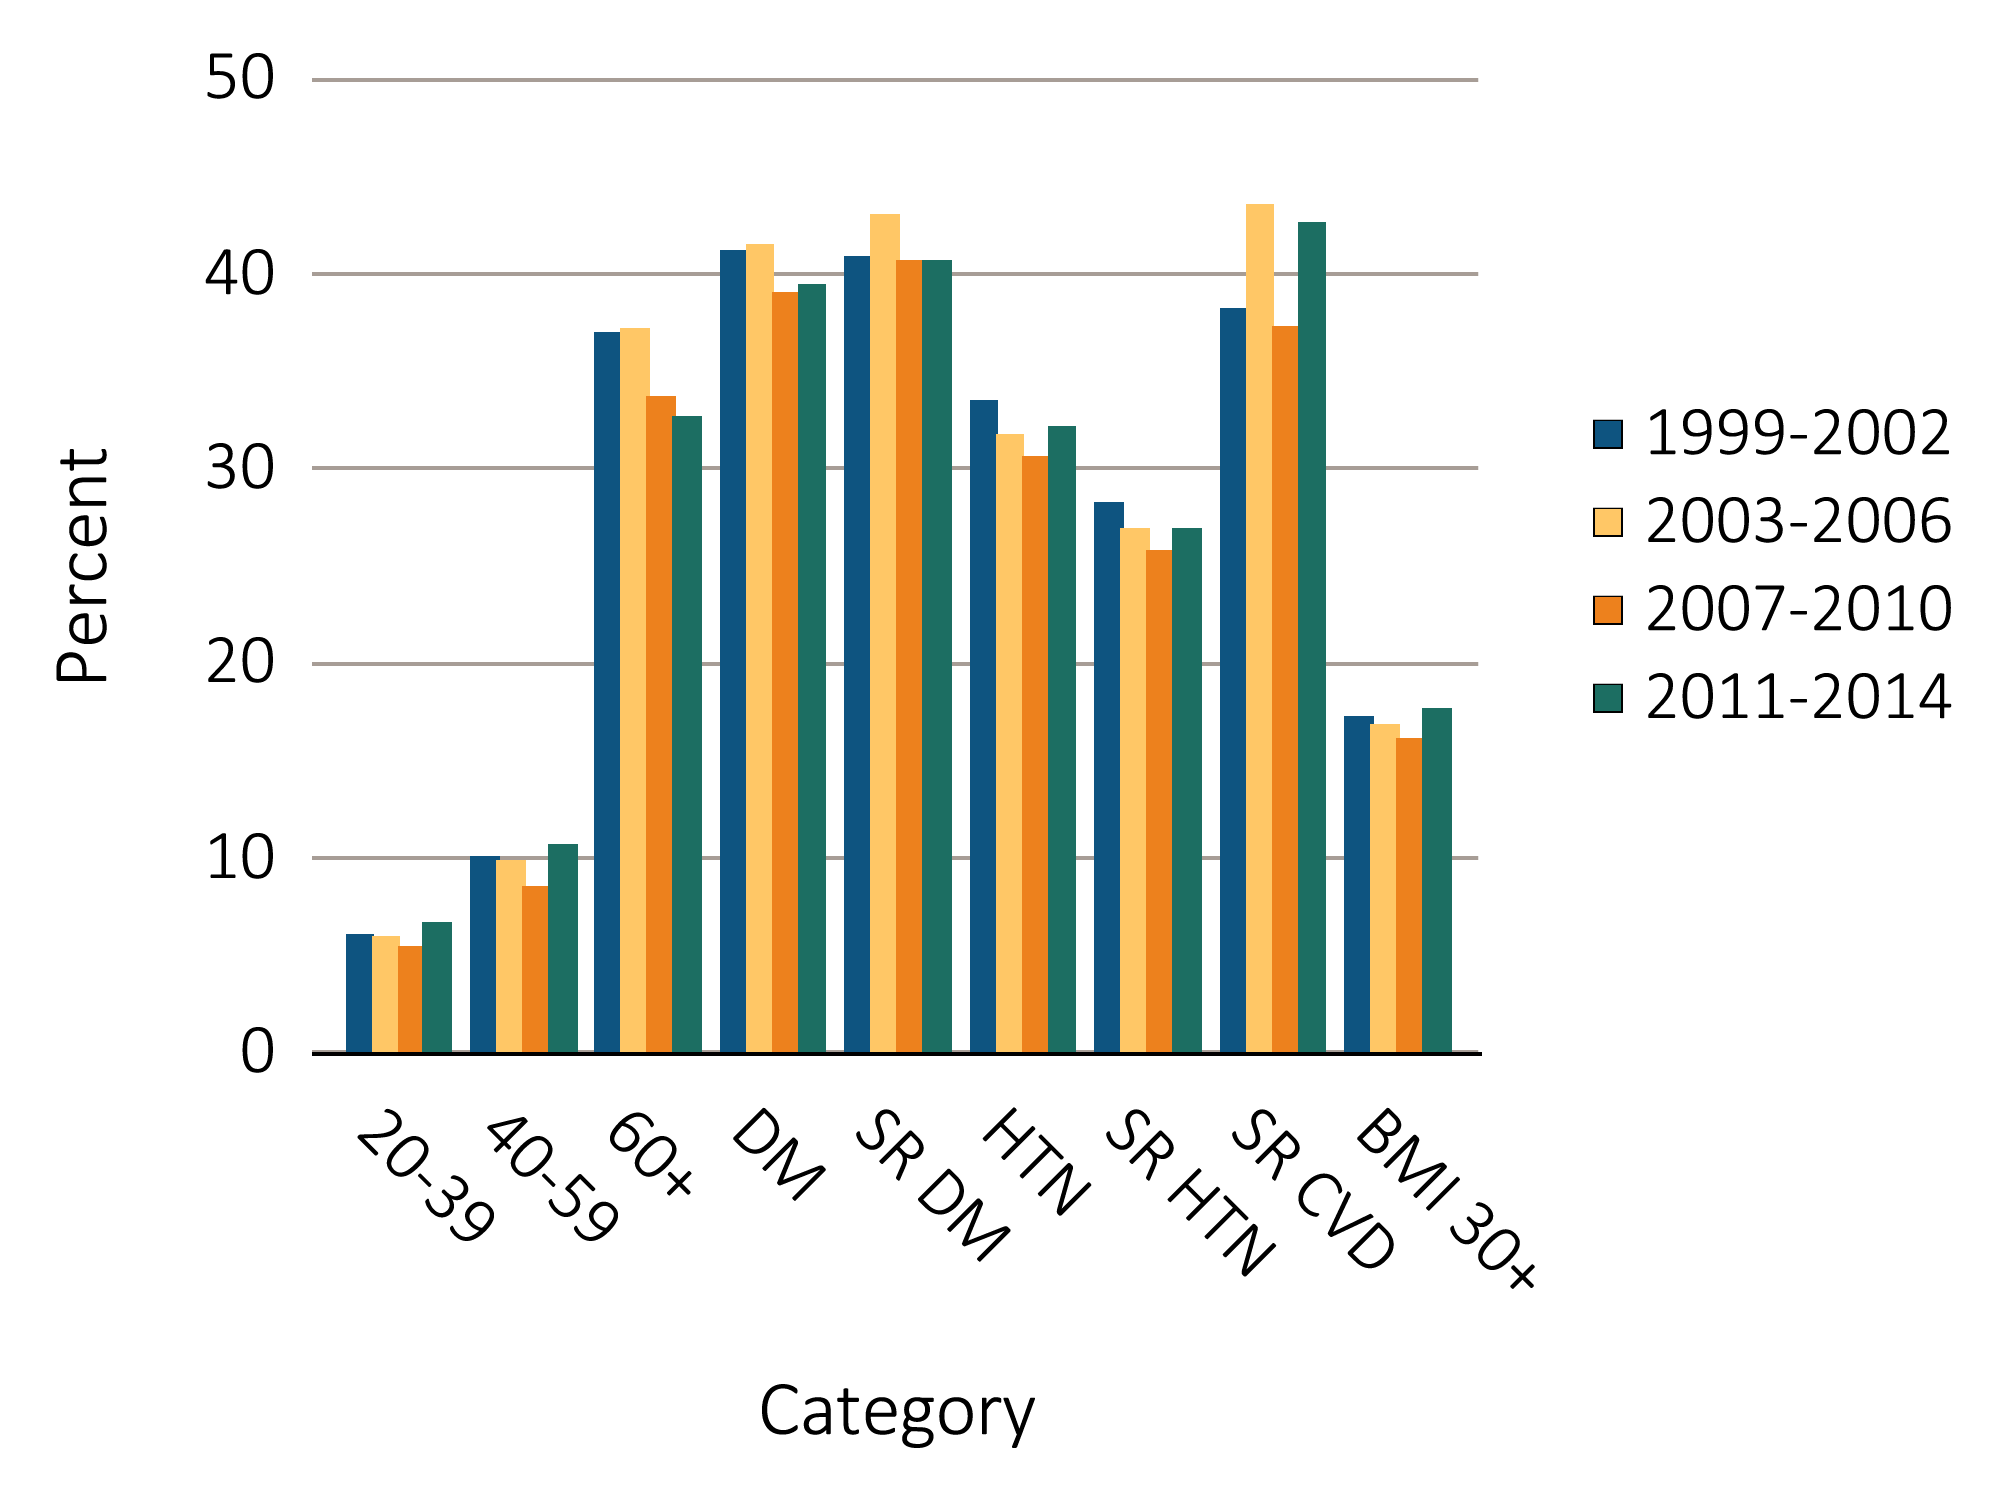 50
40
30
20
10
0
Percent
20-39
40-59
60+
DM
SR DM
HTN
SR HTN
SR CVD
BMI 30+
Category
1999-2002
2003-2006
2007-2010
2011-2014